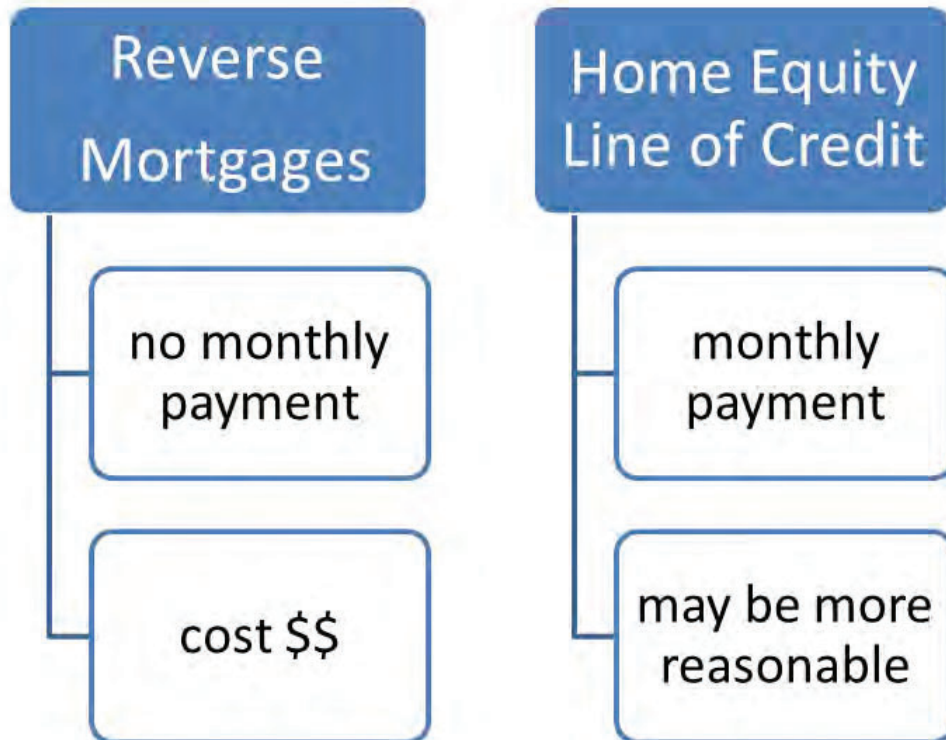 Reverse
Mortgages
no monthly
payment
cost $$
Home Equity
Line of Credit
monthly
payment
may be more
reasonable